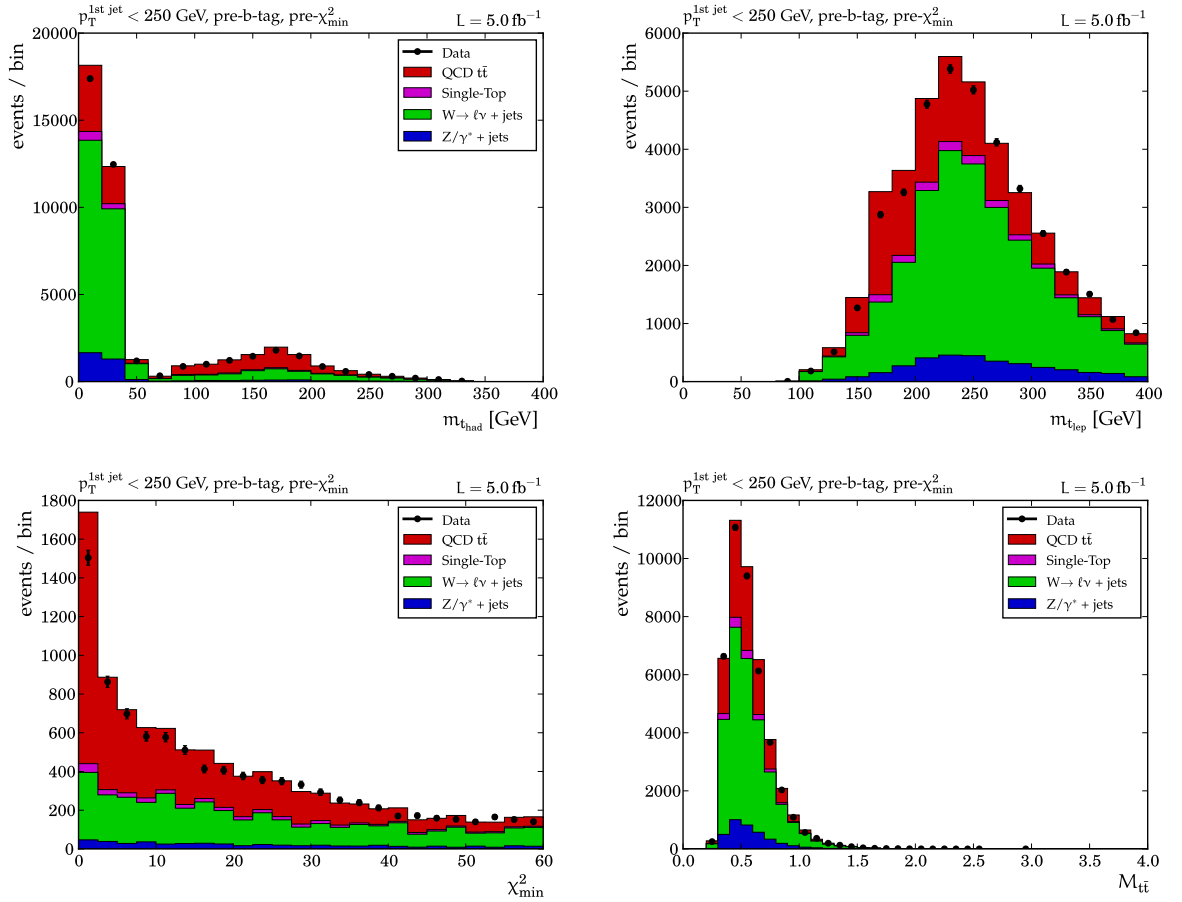 p_T^{1st jet} < 250 GeV, pre-b-tag, pre-χ²_min L = 5.0 fb⁻¹
20000
15000
10000
5000
0
events / bin
Data
QCD tt̄
Single-Top
W→ ℓν + jets
Z/γ* + jets
0 50 100 150 200 250 300 350 400
m_{t_had} [GeV]
p_T^{1st jet} < 250 GeV, pre-b-tag, pre-χ²_min L = 5.0 fb⁻¹
6000
5000
4000
3000
2000
1000
0
events / bin
0 50 100 150 200 250 300 350 400
m_{t_lep} [GeV]
p_T^{1st jet} < 250 GeV, pre-b-tag, pre-χ²_min L = 5.0 fb⁻¹
1800
1600
1400
1200
1000
800
600
400
200
0
events / bin
Data
QCD tt̄
Single-Top
W→ ℓν + jets
Z/γ* + jets
0 10 20 30 40 50 60
χ²_min
p_T^{1st jet} < 250 GeV, pre-b-tag, pre-χ²_min L = 5.0 fb⁻¹
12000
10000
8000
6000
4000
2000
0
events / bin
Data
QCD tt̄
Single-Top
W→ ℓν + jets
Z/γ* + jets
0.0 0.5 1.0 1.5 2.0 2.5 3.0 3.5 4.0
M_{tt̄}